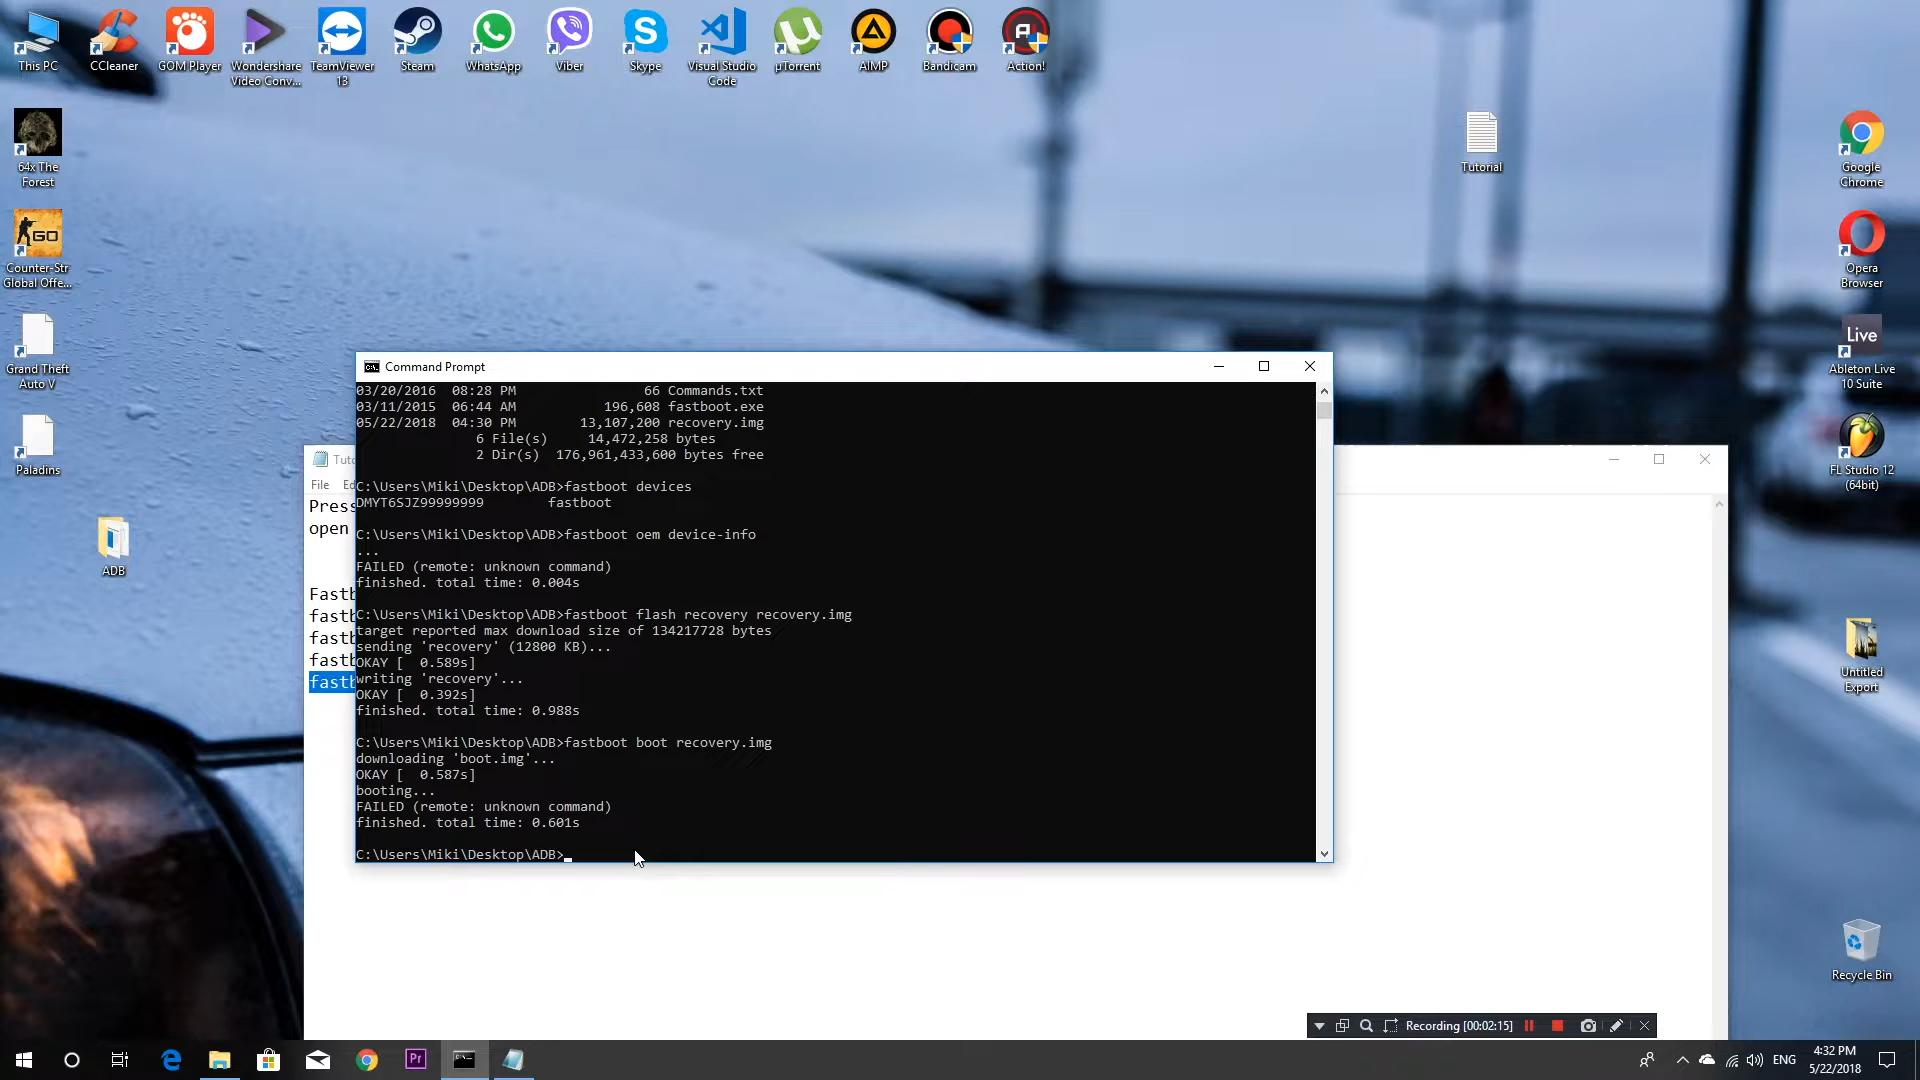 This PC
CCleaner
GOM Player
Wondershare
Video Conv...
TeamViewer
13
Steam
WhatsApp
Viber
Skype
Visual Studio
Code
µTorrent
AIMP
Bandicam
Action!
64x The
Forest
Tutorial
Google
Chrome
GO
Counter-Str
Global Offe...
Opera
Browser
Grand Theft
Auto V
Live
Ableton Live
10 Suite
Paladins
FL Studio 12
(64bit)
ADB
Untitled
Export
Recycle Bin
Command Prompt
03/20/2016  08:28 PM                66 Commands.txt
03/11/2015  06:44 AM           196,608 fastboot.exe
05/22/2018  04:30 PM        13,107,200 recovery.img
6 File(s)     14,472,258 bytes
2 Dir(s)  176,961,433,600 bytes free
C:\Users\Miki\Desktop\ADB>fastboot devices
DMYT6SJZ99999999        fastboot
C:\Users\Miki\Desktop\ADB>fastboot oem device-info
...
FAILED (remote: unknown command)
finished. total time: 0.004s
C:\Users\Miki\Desktop\ADB>fastboot flash recovery recovery.img
target reported max download size of 134217728 bytes
sending 'recovery' (12800 KB)...
OKAY [  0.589s]
writing 'recovery'...
OKAY [  0.392s]
finished. total time: 0.988s
C:\Users\Miki\Desktop\ADB>fastboot boot recovery.img
downloading 'boot.img'...
OKAY [  0.587s]
booting...
FAILED (remote: unknown command)
finished. total time: 0.601s
C:\Users\Miki\Desktop\ADB>
Tuto
File Ed
Press
open
Fastb
fastb
fastb
fastb
fastb
Recording [00:02:15]
Pr
ENG
4:32 PM
5/22/2018